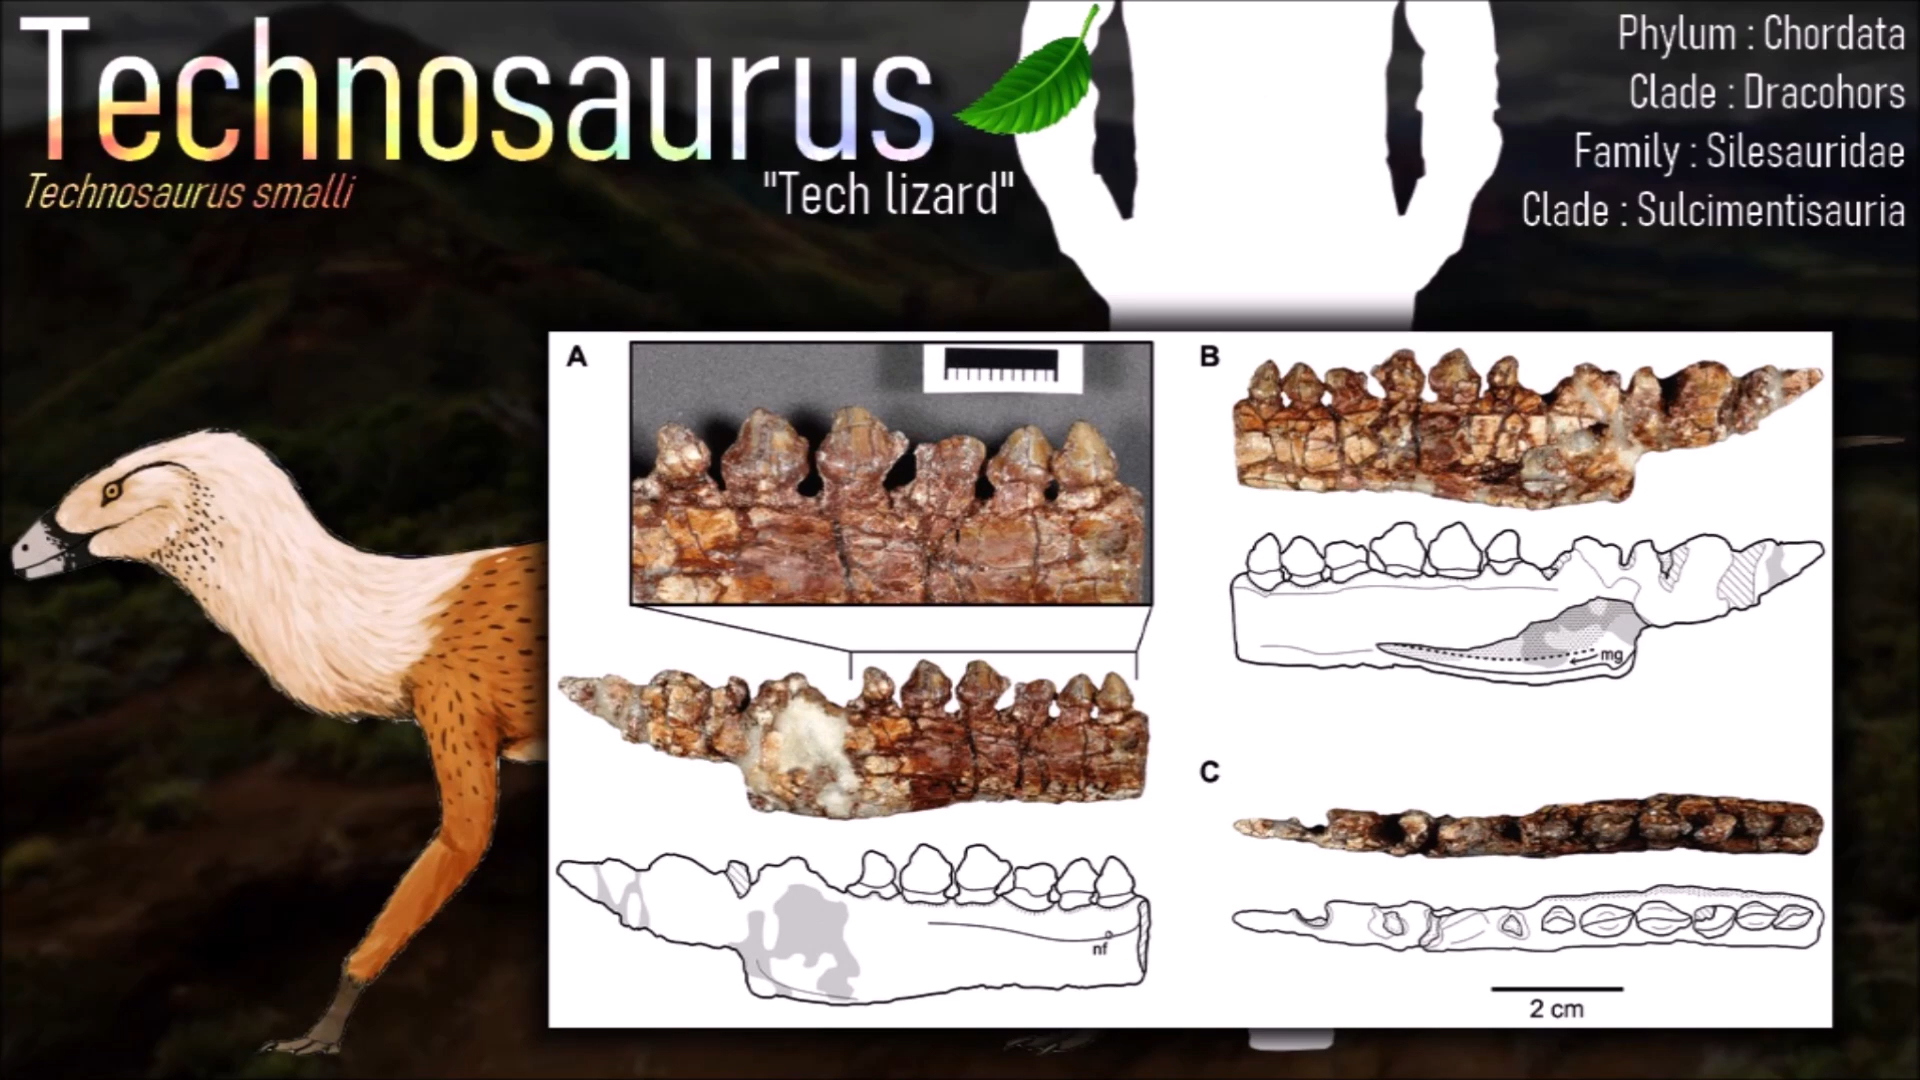 Technosaurus
Technosaurus smalli
"Tech lizard"
Phylum : Chordata
Clade : Dracohors
Family : Silesauridae
Clade : Sulcimentisauria
A
B
mg
C
nf
2 cm